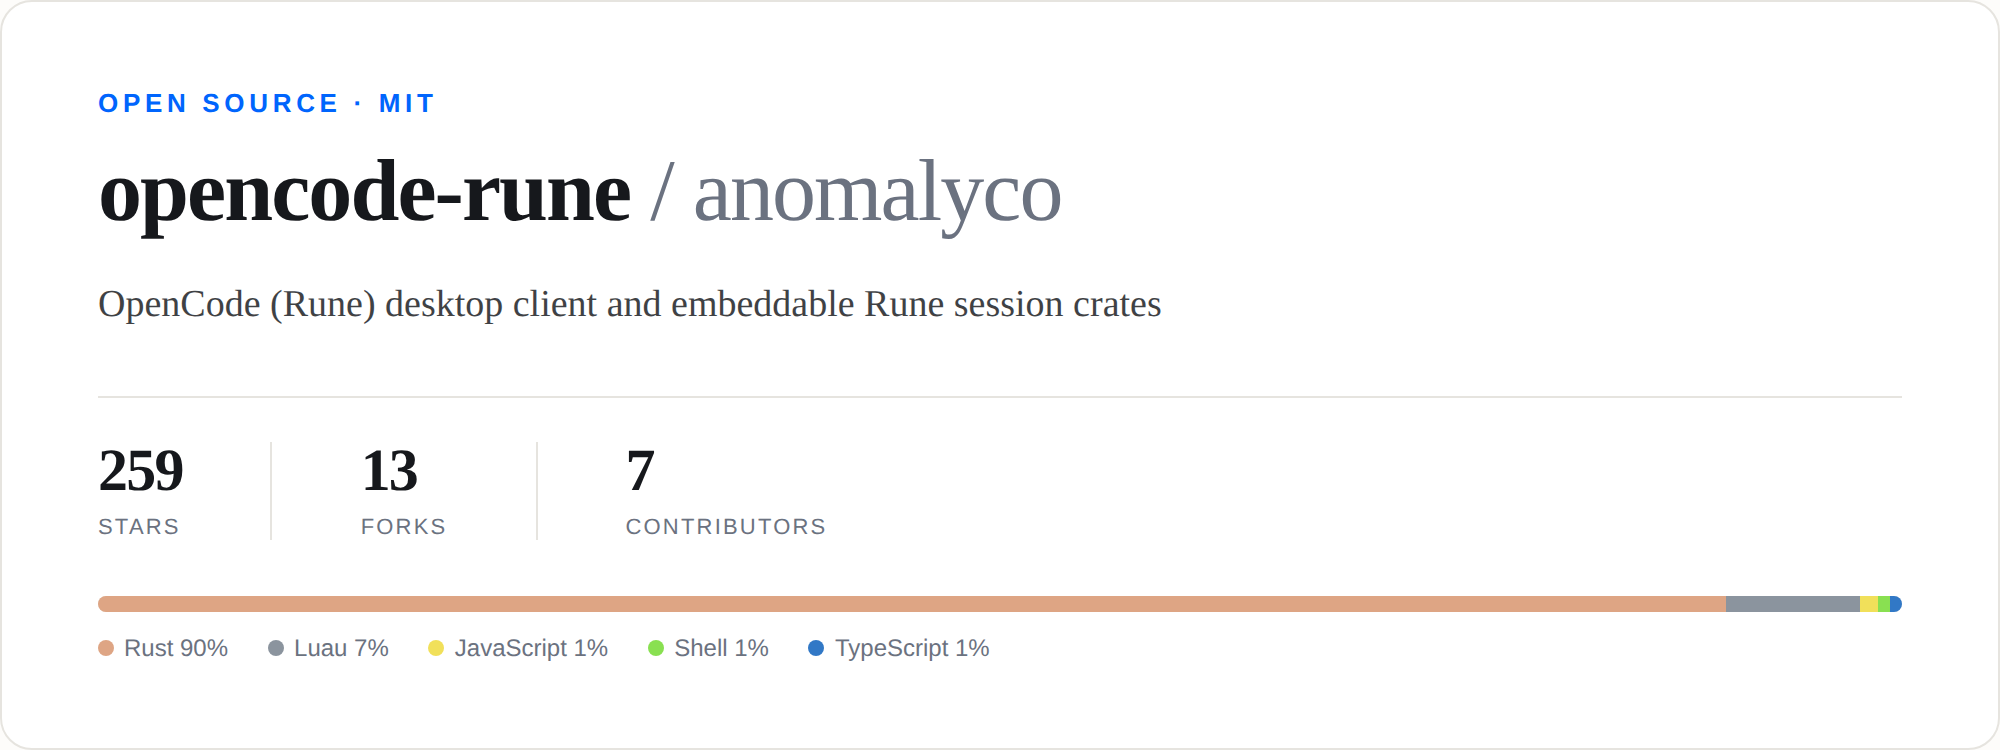 OPEN SOURCE · MIT
opencode-rune / anomalyco
OpenCode (Rune) desktop client and embeddable Rune session crates
259 13 7
STARS FORKS CONTRIBUTORS
Rust 90% Luau 7% JavaScript 1% Shell 1% TypeScript 1%